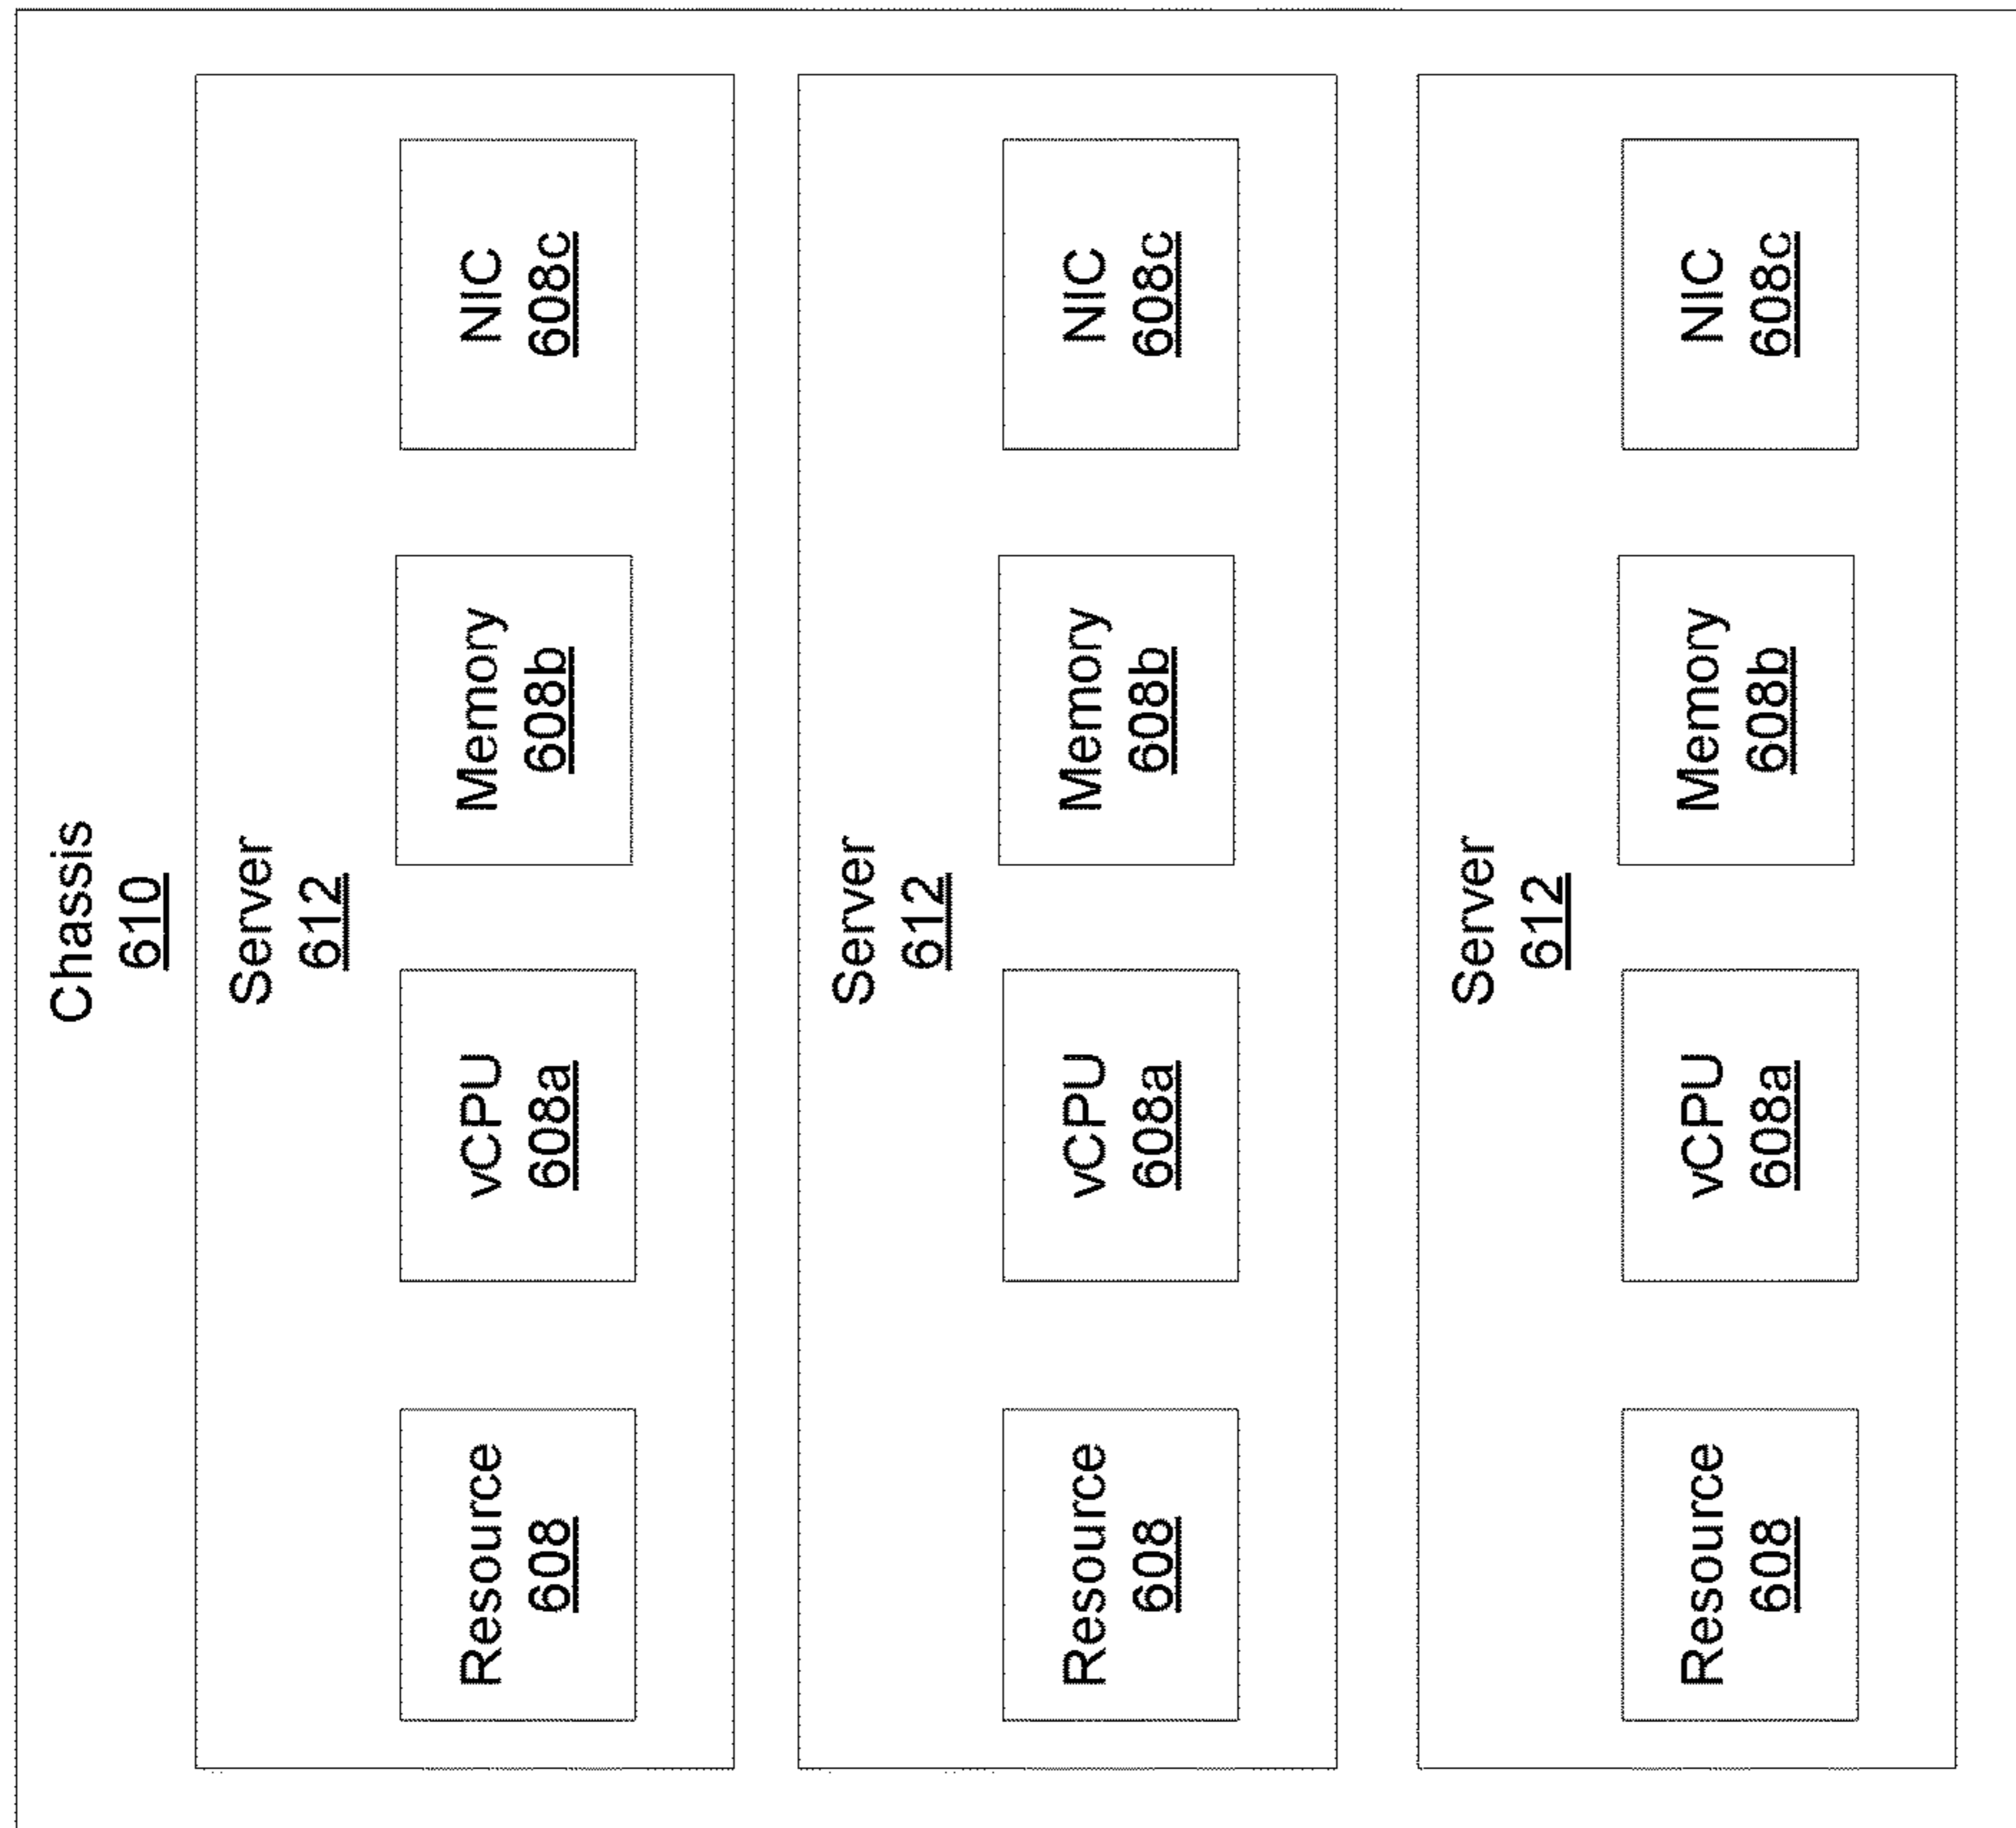 Chassis
610
Server
612
Resource
608
vCPU
608a
Memory
608b
NIC
608c
Server
612
Resource
608
vCPU
608a
Memory
608b
NIC
608c
Server
612
Resource
608
vCPU
608a
Memory
608b
NIC
608c